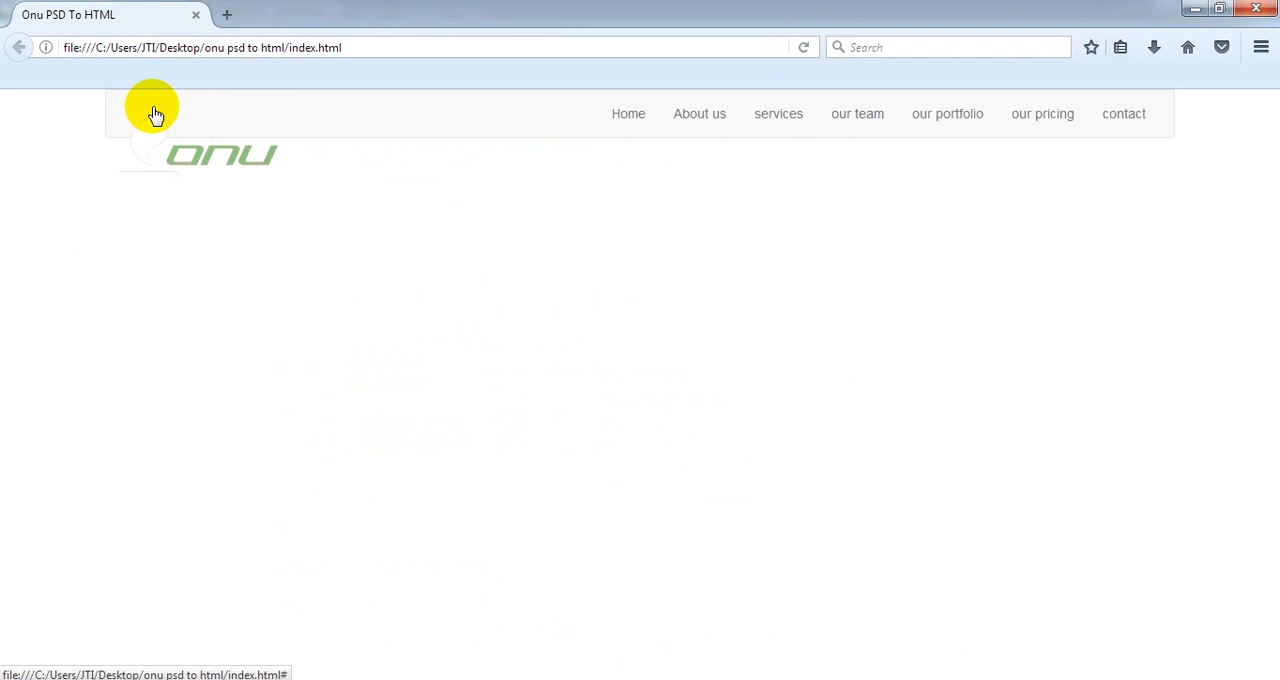 Onu PSD To HTML
file:///C:/Users/JTI/Desktop/onu psd to html/index.html
Search
Home About us services our team our portfolio our pricing contact
onu
file:///C:/Users/JTI/Desktop/onu psd to html/index.html#